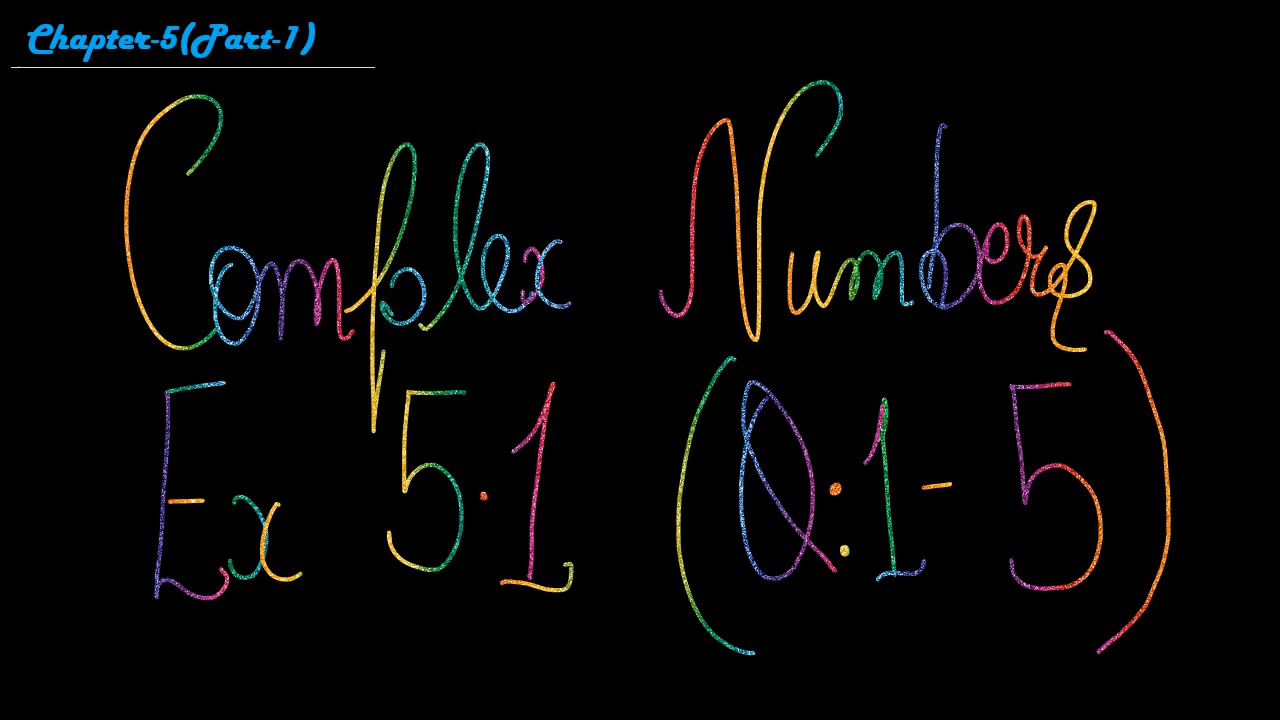 Chapter-5(Part-1)
Complex Numbers
Ex 5.1 (Q:1-5)